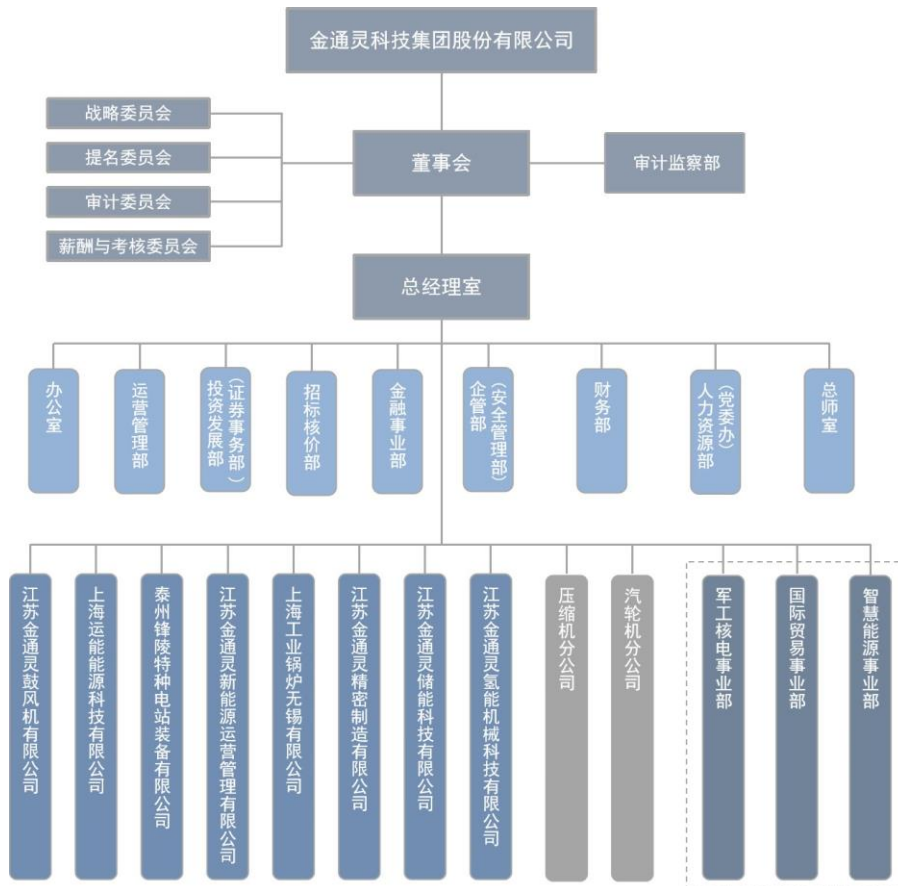 金通灵科技集团股份有限公司
战略委员会
提名委员会
审计委员会
薪酬与考核委员会
董事会
审计监察部
总经理室
办公室
运营管理部
投资发展部
（证券事务部）
招标核价部
金融事业部
企管部
（安全管理部）
财务部
人力资源部
（党委办）
总师室
江苏金通灵鼓风机有限公司
上海运能能源科技有限公司
泰州锋陵特种电站装备有限公司
江苏金通灵新能源运营管理有限公司
上海工业锅炉无锡有限公司
江苏金通灵精密制造有限公司
江苏金通灵储能科技有限公司
江苏金通灵氢能机械科技有限公司
压缩机分公司
汽轮机分公司
军工核电事业部
国际贸易事业部
智慧能源事业部